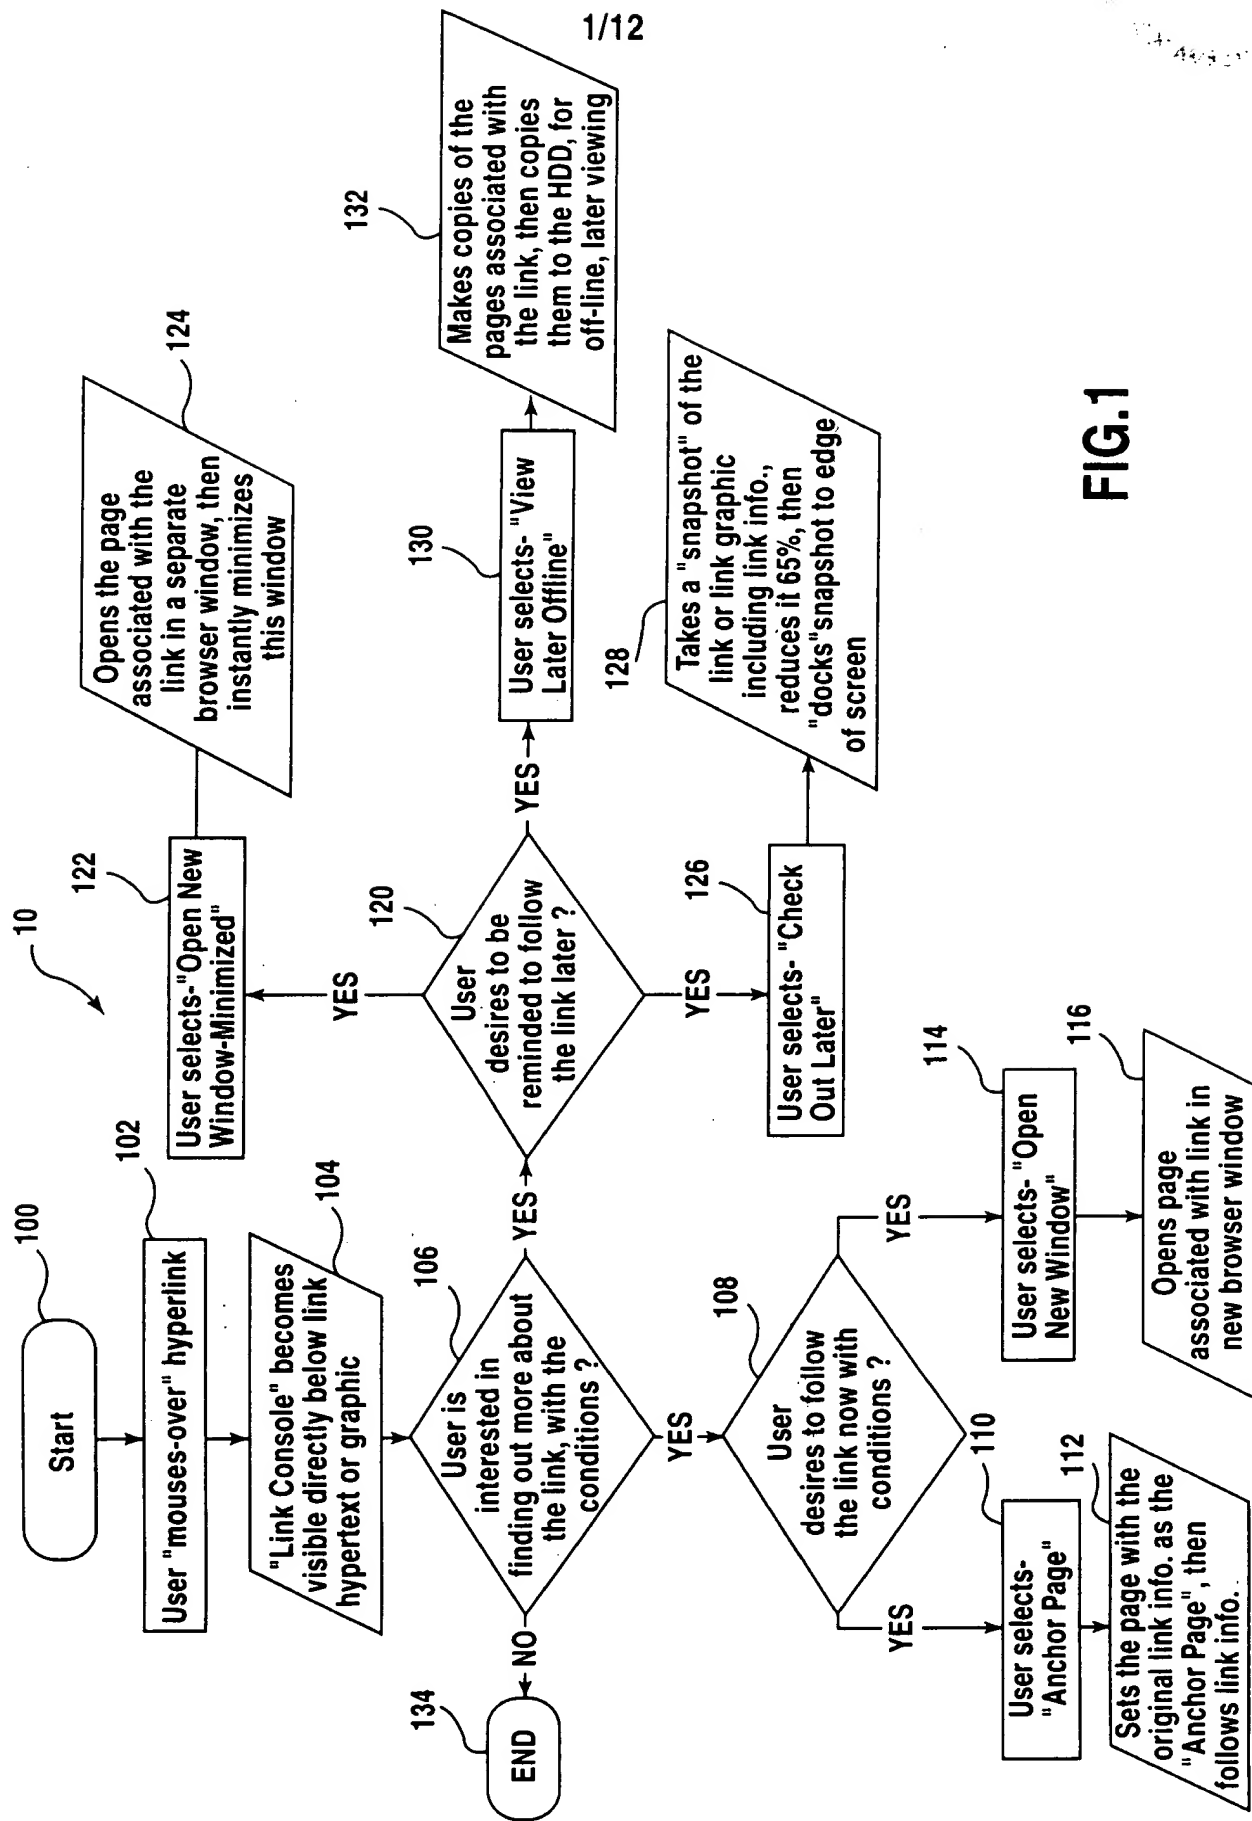 1/12
10
100
Start
102
User "mouses-over" hyperlink
104
"Link Console" becomes
visible directly below link
hypertext or graphic
106
User is
interested in
finding out more about
the link, with the
conditions ?
NO
134
END
YES
120
User
desires to be
reminded to follow
the link later ?
YES
122
User selects-"Open New
Window-Minimized"
124
Opens the page
associated with the
link in a separate
browser window, then
instantly minimizes
this window
YES
130
User selects- "View
Later Offline"
132
Makes copies of the
pages associated with
the link, then copies
them to the HDD, for
off-line, later viewing
YES
126
User selects- "Check
Out Later"
128
Takes a "snapshot" of the
link or link graphic
including link info.,
reduces it 65%, then
"docks"snapshot to edge
of screen
YES
108
User
desires to follow
the link now with
conditions ?
YES
110
User selects-
"Anchor Page"
112
Sets the page with the
original link info. as the
"Anchor Page", then
follows link info.
YES
114
User selects- "Open
New Window"
116
Opens page
associated with link in
new browser window
FIG.1